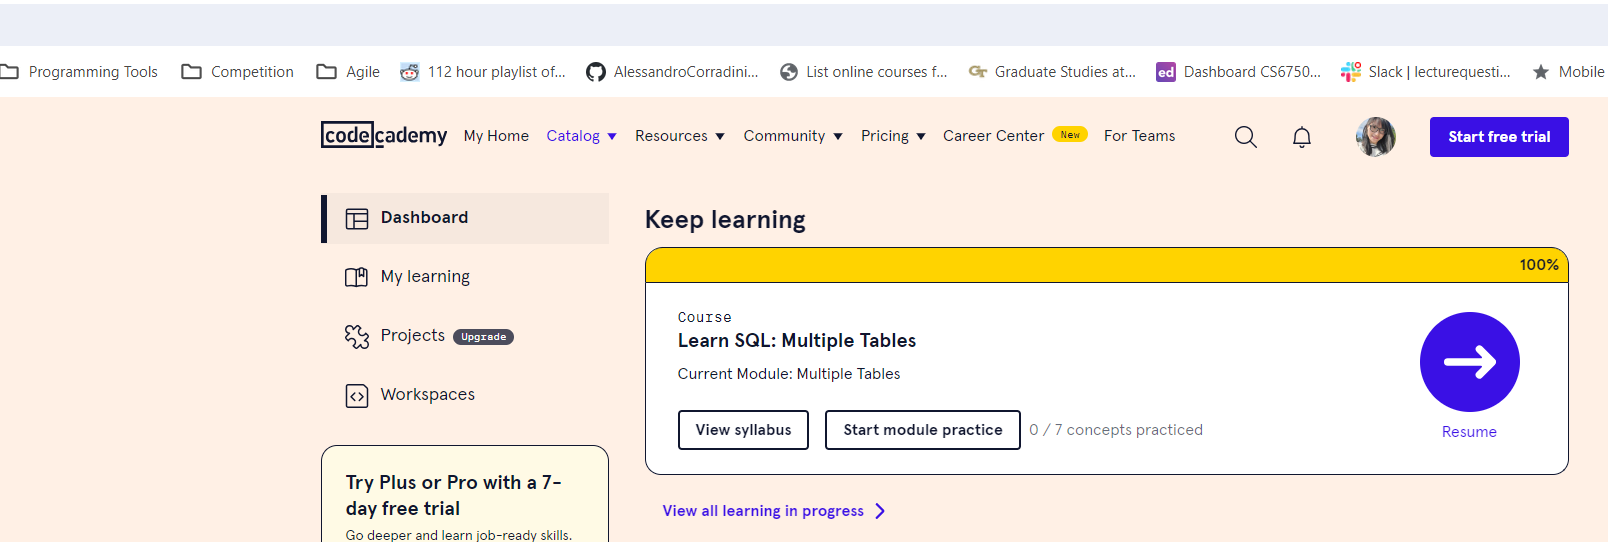 Programming Tools Competition Agile 112 hour playlist of... AlessandroCorradini... List online courses f... GT Graduate Studies at... ed Dashboard CS6750... Slack | lecturequesti... Mobile
codecademy My Home Catalog Resources Community Pricing Career Center New For Teams Start free trial
Dashboard
My learning
Projects Upgrade
Workspaces
Try Plus or Pro with a 7-
day free trial
Go deeper and learn job-ready skills.
Keep learning
100%
Course
Learn SQL: Multiple Tables
Current Module: Multiple Tables
View syllabus Start module practice 0 / 7 concepts practiced
Resume
View all learning in progress